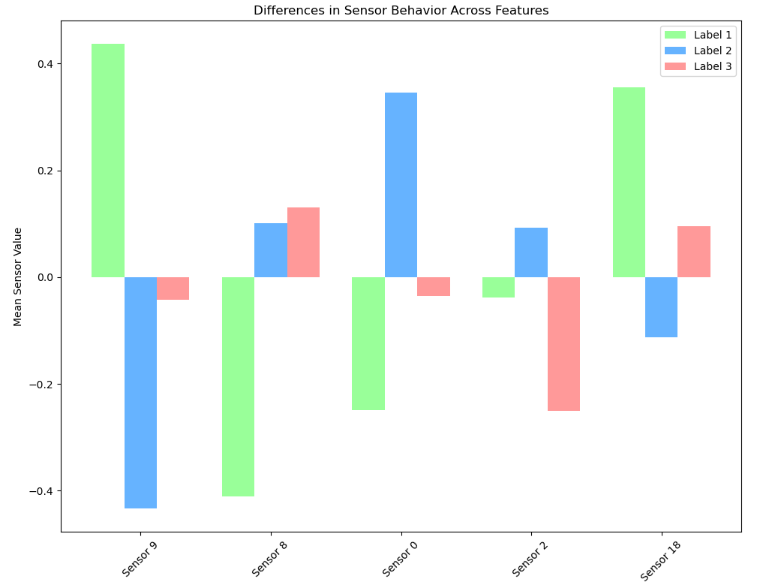 Differences in Sensor Behavior Across Features
Label 1
Label 2
Label 3
Mean Sensor Value
0.4
0.2
0.0
−0.2
−0.4
Sensor 9
Sensor 8
Sensor 0
Sensor 2
Sensor 18